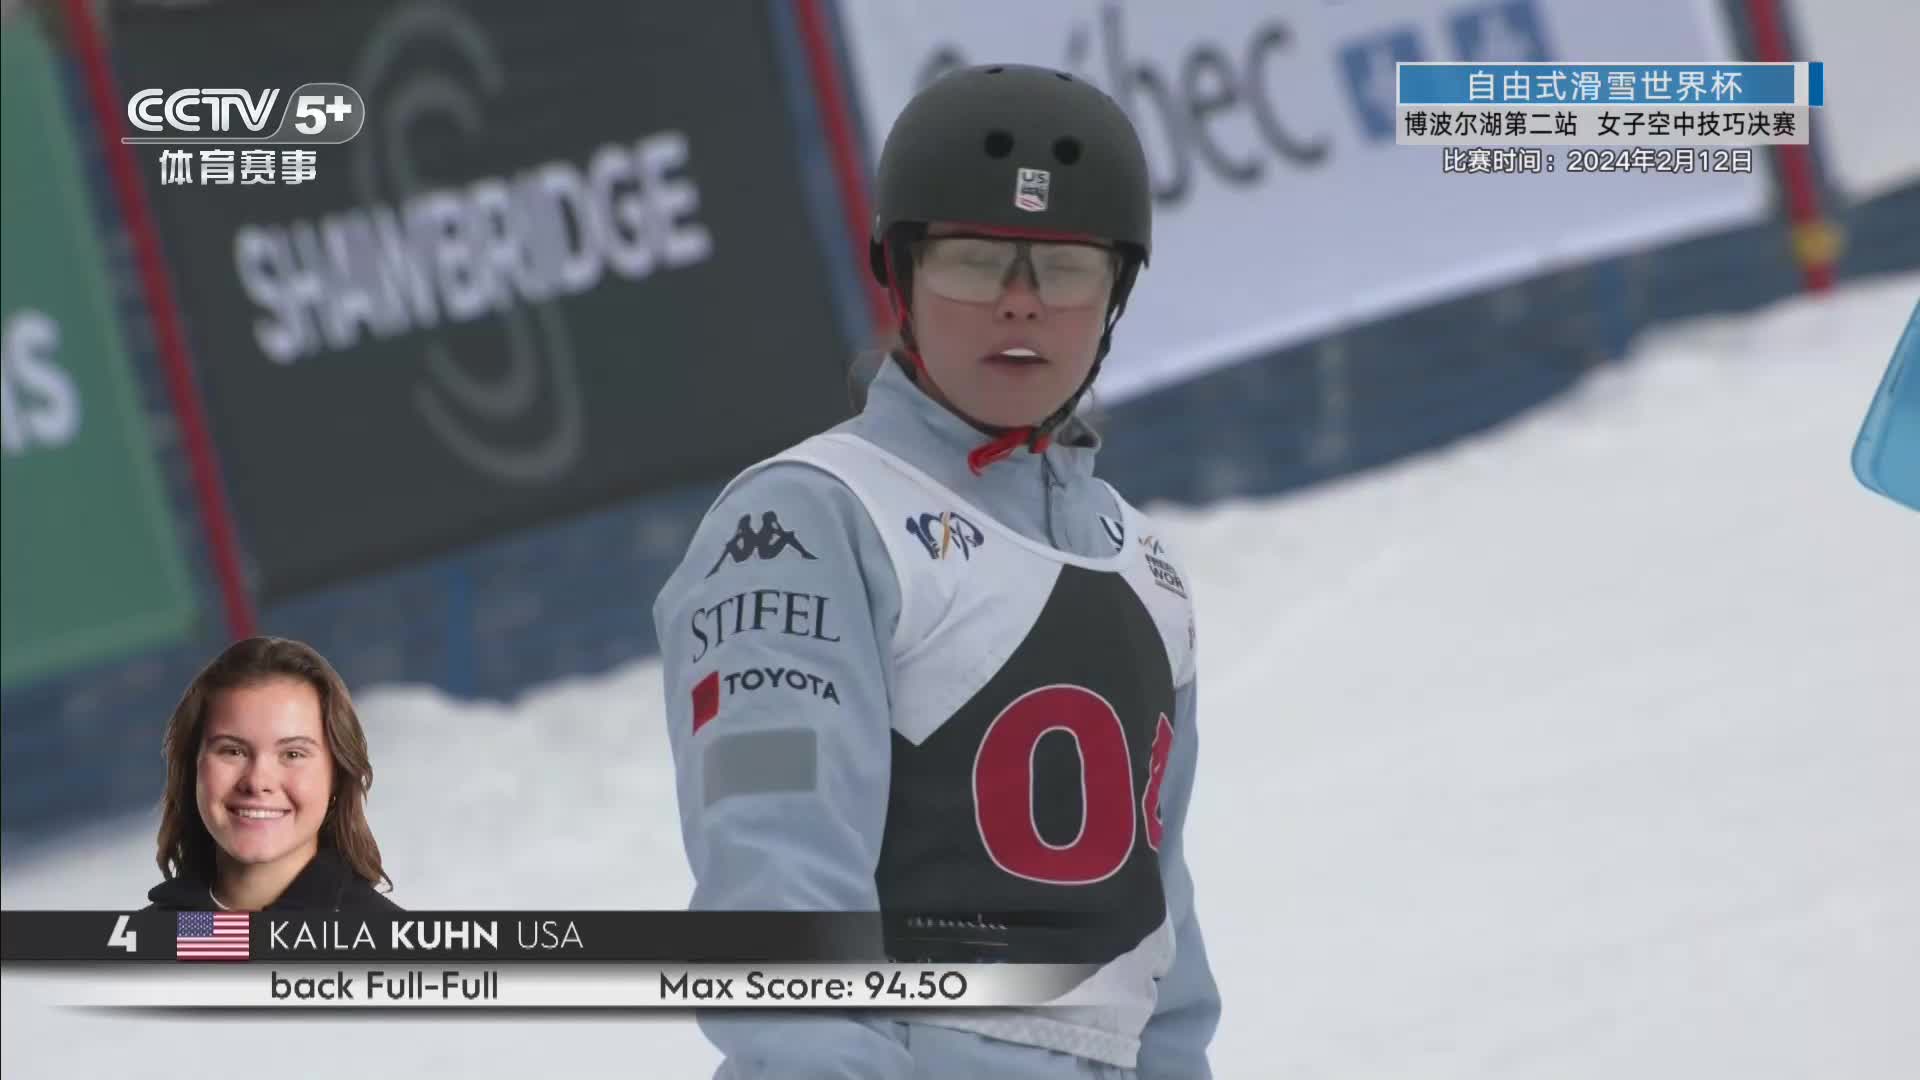 CCTV 5+
体育赛事
自由式滑雪世界杯
博波尔湖第二站 女子空中技巧决赛
比赛时间：2024年2月12日
SHAWBRIDGE
Québec
US
STIFEL
TOYOTA
WOR
0
4 KAILA KUHN USA
back Full-Full Max Score: 94.50